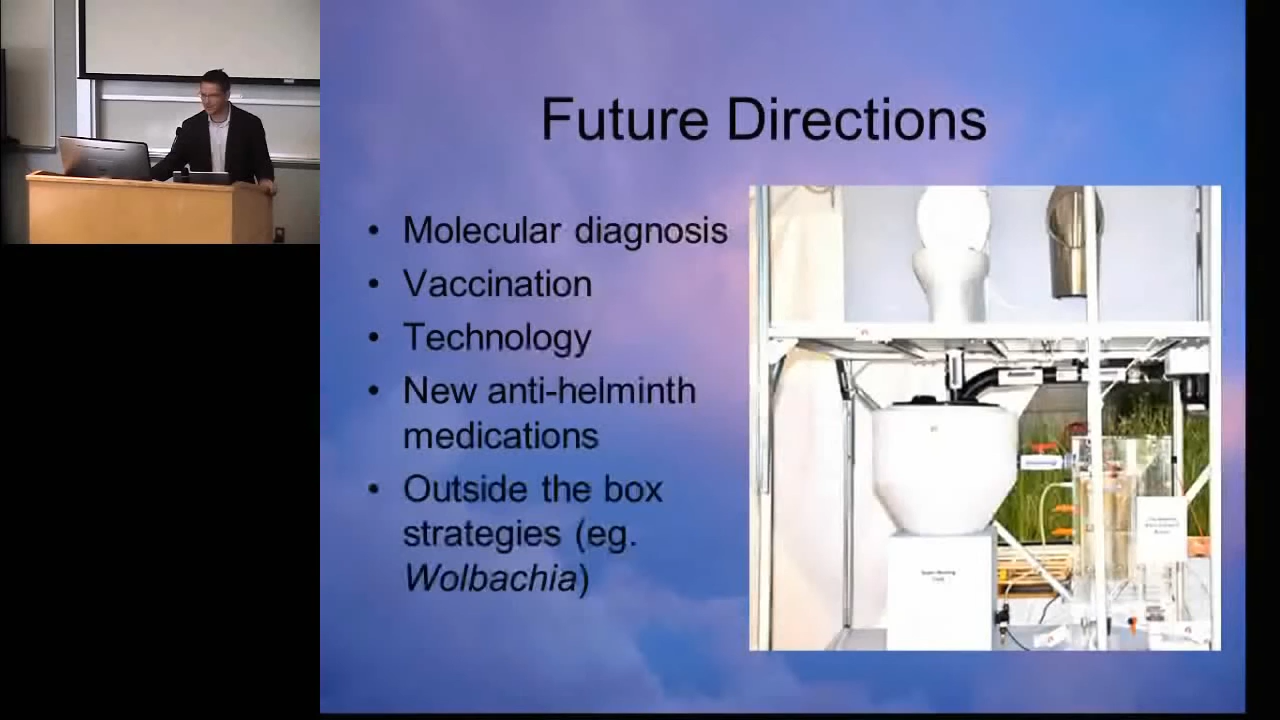 Future Directions
• Molecular diagnosis
• Vaccination
• Technology
• New anti-helminth
medications
• Outside the box
strategies (eg.
Wolbachia)